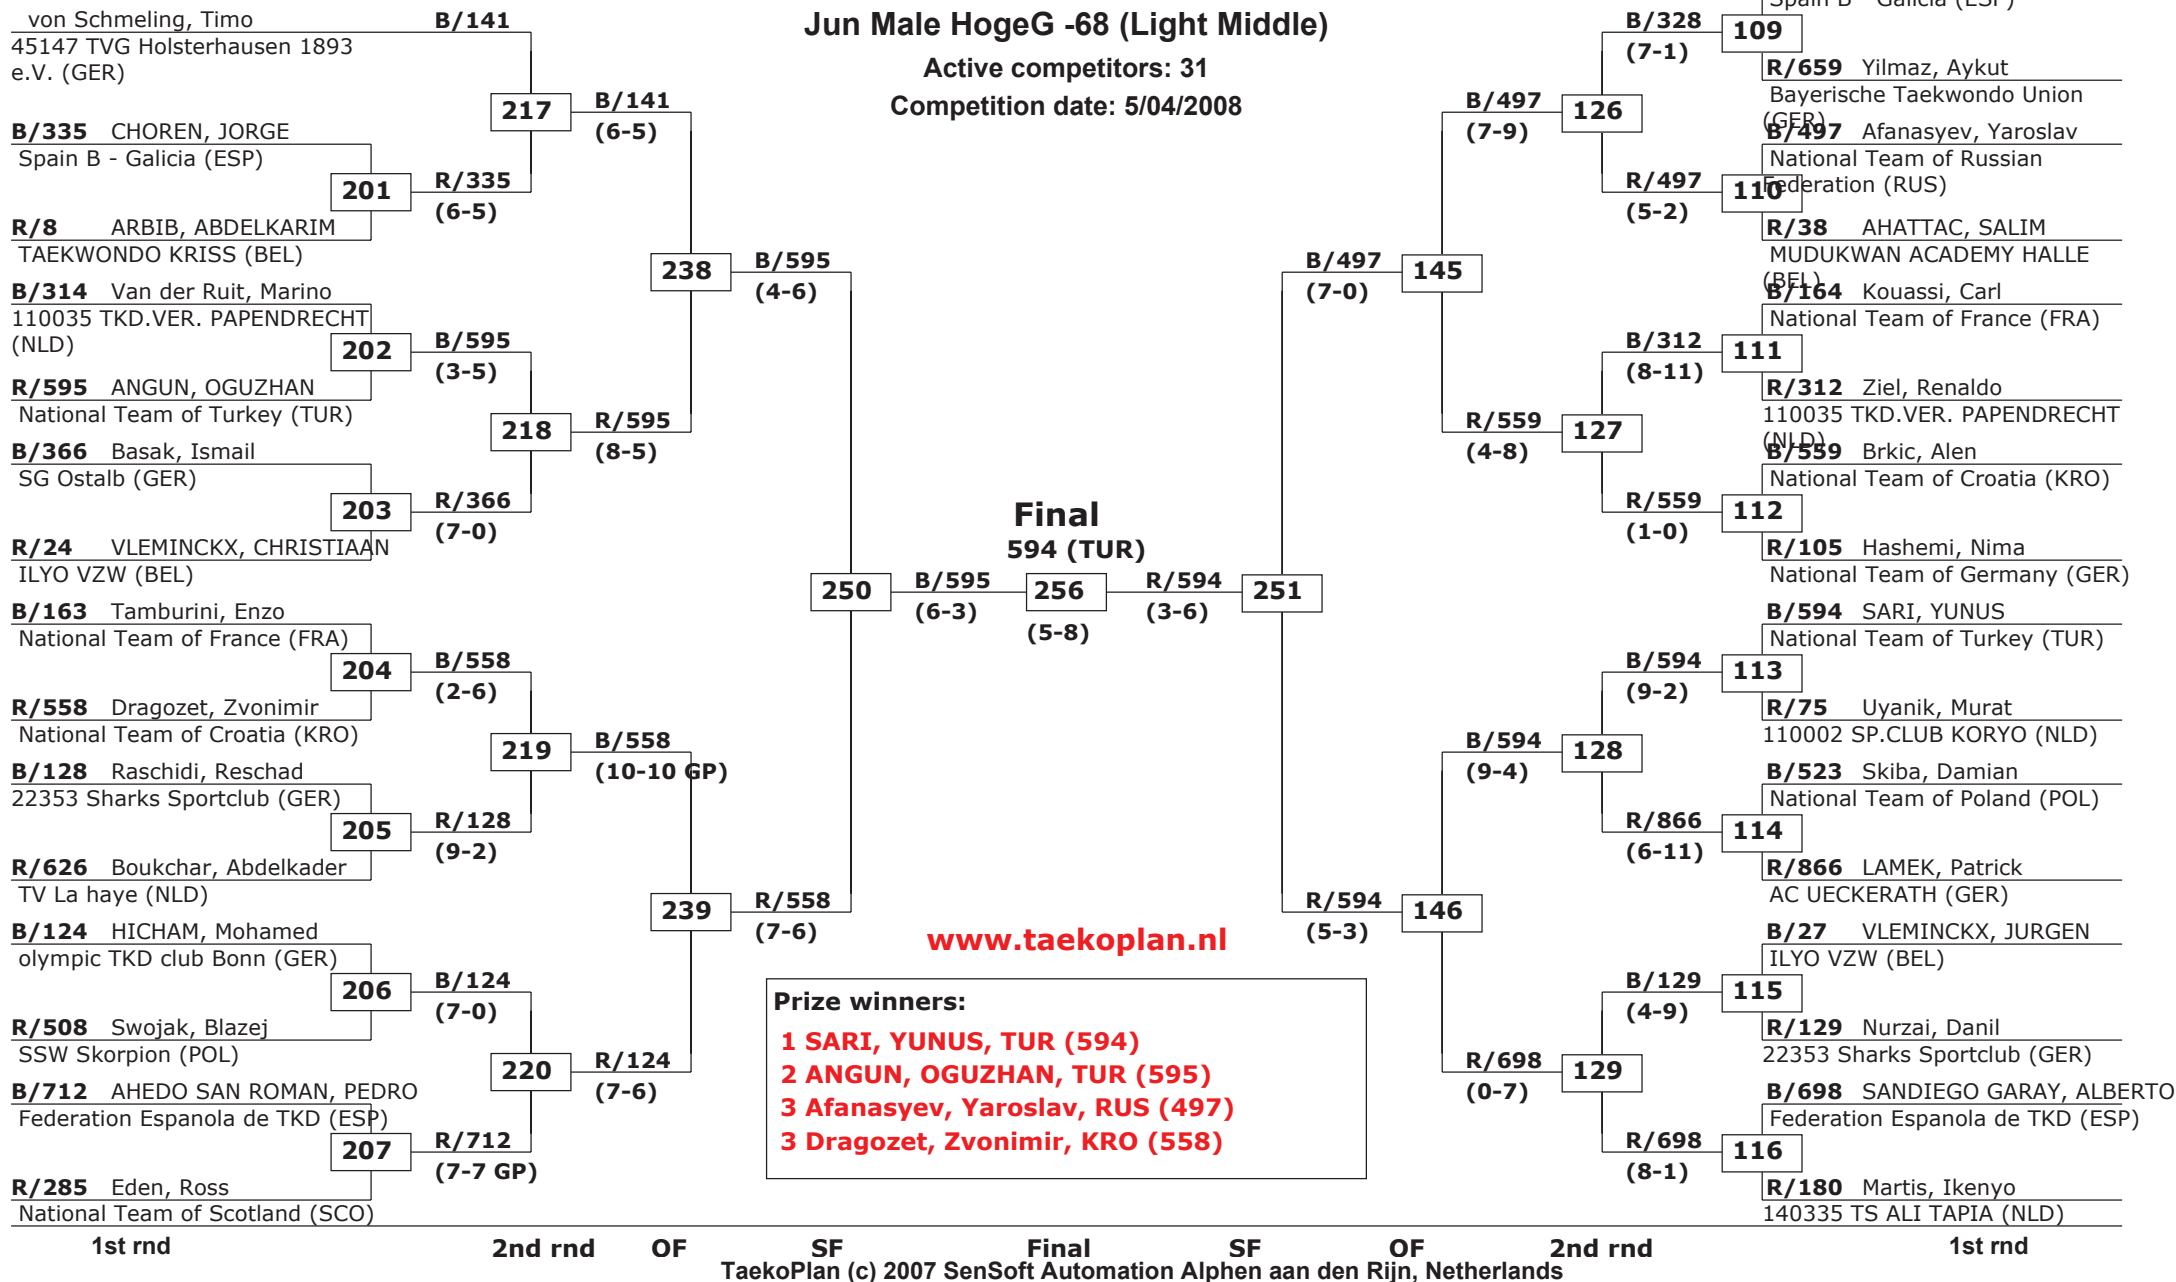 von Schmeling, Timo
B/141
45147 TVG Holsterhausen 1893
e.V. (GER)
B/335 CHOREN, JORGE
Spain B - Galicia (ESP)
201
R/335
(6-5)
R/8 ARBIB, ABDELKARIM
TAEKWONDO KRISS (BEL)
217
B/141
(6-5)
B/314 Van der Ruit, Marino
110035 TKD.VER. PAPENDRECHT
(NLD)
202
B/595
(3-5)
R/595 ANGUN, OGUZHAN
National Team of Turkey (TUR)
218
R/595
(8-5)
B/366 Basak, Ismail
SG Ostalb (GER)
203
R/366
(7-0)
R/24 VLEMINCKX, CHRISTIAAN
ILYO VZW (BEL)
238
B/595
(4-6)
B/163 Tamburini, Enzo
National Team of France (FRA)
204
B/558
(2-6)
R/558 Dragozet, Zvonimir
National Team of Croatia (KRO)
219
B/558
(10-10 GP)
B/128 Raschidi, Reschad
22353 Sharks Sportclub (GER)
205
R/128
(9-2)
R/626 Boukchar, Abdelkader
TV La haye (NLD)
239
R/558
(7-6)
B/124 HICHAM, Mohamed
olympic TKD club Bonn (GER)
206
B/124
(7-0)
R/508 Swojak, Blazej
SSW Skorpion (POL)
220
R/124
(7-6)
B/712 AHEDO SAN ROMAN, PEDRO
Federation Espanola de TKD (ESP)
207
R/712
(7-7 GP)
R/285 Eden, Ross
National Team of Scotland (SCO)
Jun Male HogeG -68 (Light Middle)
Active competitors: 31
Competition date: 5/04/2008
Final
594 (TUR)
250
B/595
(6-3)
256
(5-8)
R/594
(3-6)
251
www.taekoplan.nl
Prize winners:
1 SARI, YUNUS, TUR (594)
2 ANGUN, OGUZHAN, TUR (595)
3 Afanasyev, Yaroslav, RUS (497)
3 Dragozet, Zvonimir, KRO (558)
Spain B - Galicia (ESP)
B/328
(7-1)
109
R/659 Yilmaz, Aykut
Bayerische Taekwondo Union
(GER)
B/497
(7-9)
126
B/497 Afanasyev, Yaroslav
National Team of Russian
Federation (RUS)
R/497
(5-2)
110
R/38 AHATTAC, SALIM
MUDUKWAN ACADEMY HALLE
(BEL)
B/497
(7-0)
145
B/164 Kouassi, Carl
National Team of France (FRA)
B/312
(8-11)
111
R/312 Ziel, Renaldo
110035 TKD.VER. PAPENDRECHT
(NLD)
R/559
(4-8)
127
B/559 Brkic, Alen
National Team of Croatia (KRO)
R/559
(1-0)
112
R/105 Hashemi, Nima
National Team of Germany (GER)
B/594 SARI, YUNUS
National Team of Turkey (TUR)
B/594
(9-2)
113
R/75 Uyanik, Murat
110002 SP.CLUB KORYO (NLD)
B/594
(9-4)
128
B/523 Skiba, Damian
National Team of Poland (POL)
R/866
(6-11)
114
R/866 LAMEK, Patrick
AC UECKERATH (GER)
R/594
(5-3)
146
B/27 VLEMINCKX, JURGEN
ILYO VZW (BEL)
B/129
(4-9)
115
R/129 Nurzai, Danil
22353 Sharks Sportclub (GER)
R/698
(0-7)
129
B/698 SANDIEGO GARAY, ALBERTO
Federation Espanola de TKD (ESP)
R/698
(8-1)
116
R/180 Martis, Ikenyo
140335 TS ALI TAPIA (NLD)
1st rnd 2nd rnd OF SF Final SF OF 2nd rnd 1st rnd
TaekoPlan (c) 2007 SenSoft Automation Alphen aan den Rijn, Netherlands